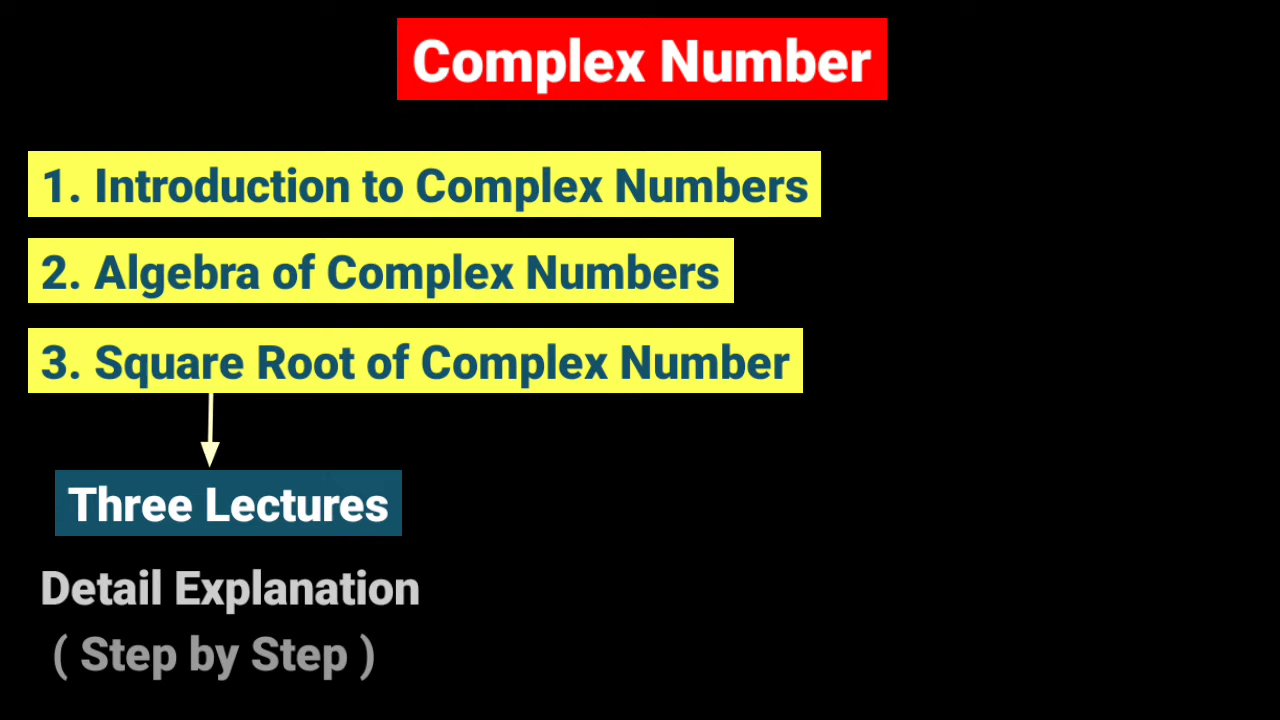 Complex Number
1. Introduction to Complex Numbers
2. Algebra of Complex Numbers
3. Square Root of Complex Number
Three Lectures
Detail Explanation
( Step by Step )